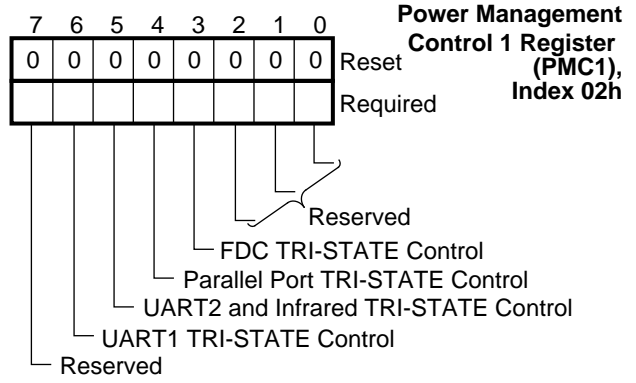 Power Management
Control 1 Register
(PMC1),
Index 02h
7 6 5 4 3 2 1 0
0 0 0 0 0 0 0 0 Reset
Required
Reserved
FDC TRI-STATE Control
Parallel Port TRI-STATE Control
UART2 and Infrared TRI-STATE Control
UART1 TRI-STATE Control
Reserved